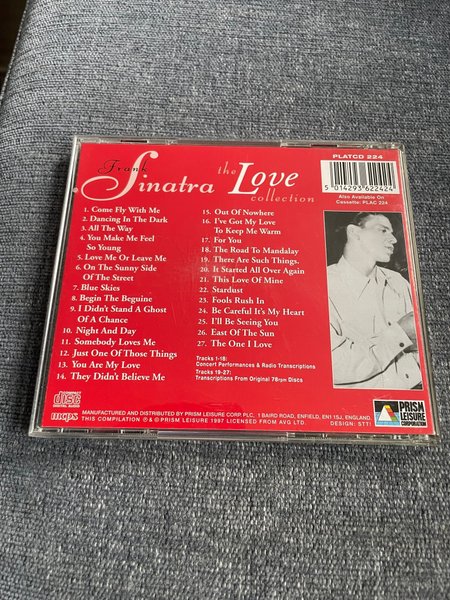 PLATCD 224
Frank
Sinatra the Love
collection
5 014293 622424
Also Available On
Cassette: PLAC 224
1. Come Fly With Me
2. Dancing In The Dark
3. All The Way
4. You Make Me Feel
So Young
5. Love Me Or Leave Me
6. On The Sunny Side
Of The Street
7. Blue Skies
8. Begin The Beguine
9. I Didn't Stand A Ghost
Of A Chance
10. Night And Day
11. Somebody Loves Me
12. Just One Of Those Things
13. You Are My Love
14. They Didn't Believe Me
15. Out Of Nowhere
16. I've Got My Love
To Keep Me Warm
17. For You
18. The Road To Mandalay
19. There Are Such Things.
20. It Started All Over Again
21. This Love Of Mine
22. Stardust
23. Fools Rush In
24. Be Careful It's My Heart
25. I'll Be Seeing You
26. East Of The Sun
27. The One I Love
Tracks 1-18:
Concert Performances & Radio Transcriptions
Tracks 19-27:
Transcriptions From Original 78rpm Discs
COMPACT
disc
DIGITAL AUDIO
mcps
MANUFACTURED AND DISTRIBUTED BY PRISM LEISURE CORP. PLC, 1 BAIRD ROAD, ENFIELD, EN1 1SJ, ENGLAND.
THIS COMPILATION ℗ & © PRISM LEISURE 1997 LICENSED FROM AVG LTD.
DESIGN: STTI
PRISM
LEISURE
CORPORATION